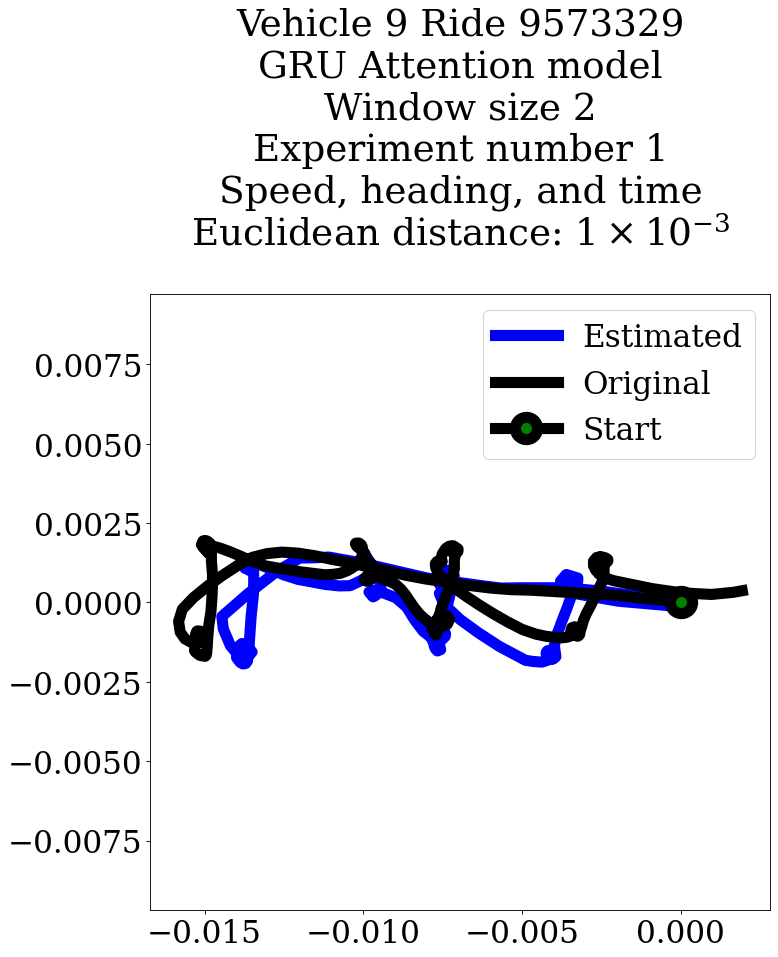 Vehicle 9 Ride 9573329
GRU Attention model
Window size 2
Experiment number 1
Speed, heading, and time
Euclidean distance: 1 × 10⁻³
Estimated
Original
Start
0.0075
0.0050
0.0025
0.0000
−0.0025
−0.0050
−0.0075
−0.015 −0.010 −0.005 0.000